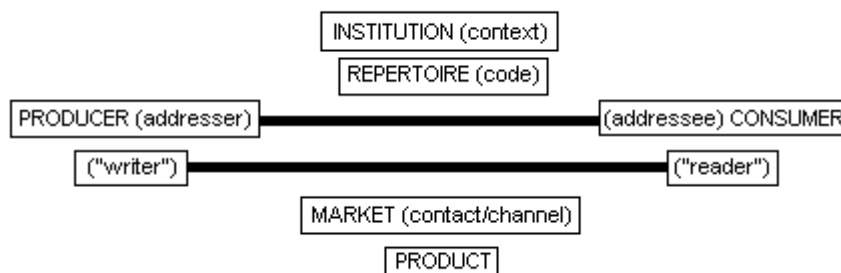 INSTITUTION (context)
REPERTOIRE (code)
PRODUCER (addresser) (addressee) CONSUMER
("writer") ("reader")
MARKET (contact/channel)
PRODUCT